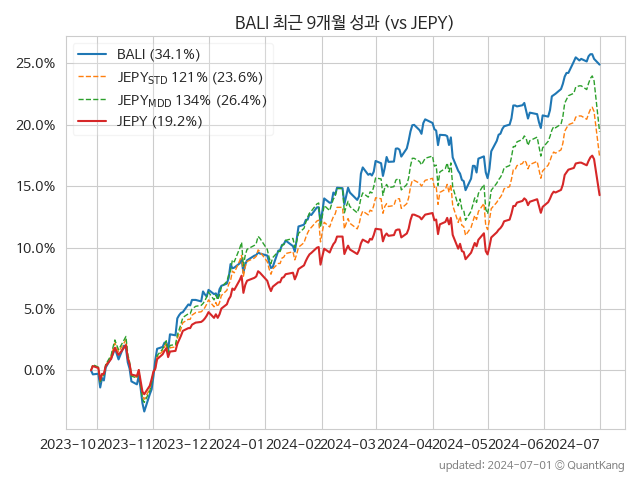 BALI 최근 9개월 성과 (vs JEPY)
BALI (34.1%)
JEPYSTD 121% (23.6%)
JEPYMDD 134% (26.4%)
JEPY (19.2%)
25.0%
20.0%
15.0%
10.0%
5.0%
0.0%
2023-10 2023-11 2023-12 2024-01 2024-02 2024-03 2024-04 2024-05 2024-06 2024-07
updated: 2024-07-01 © QuantKang